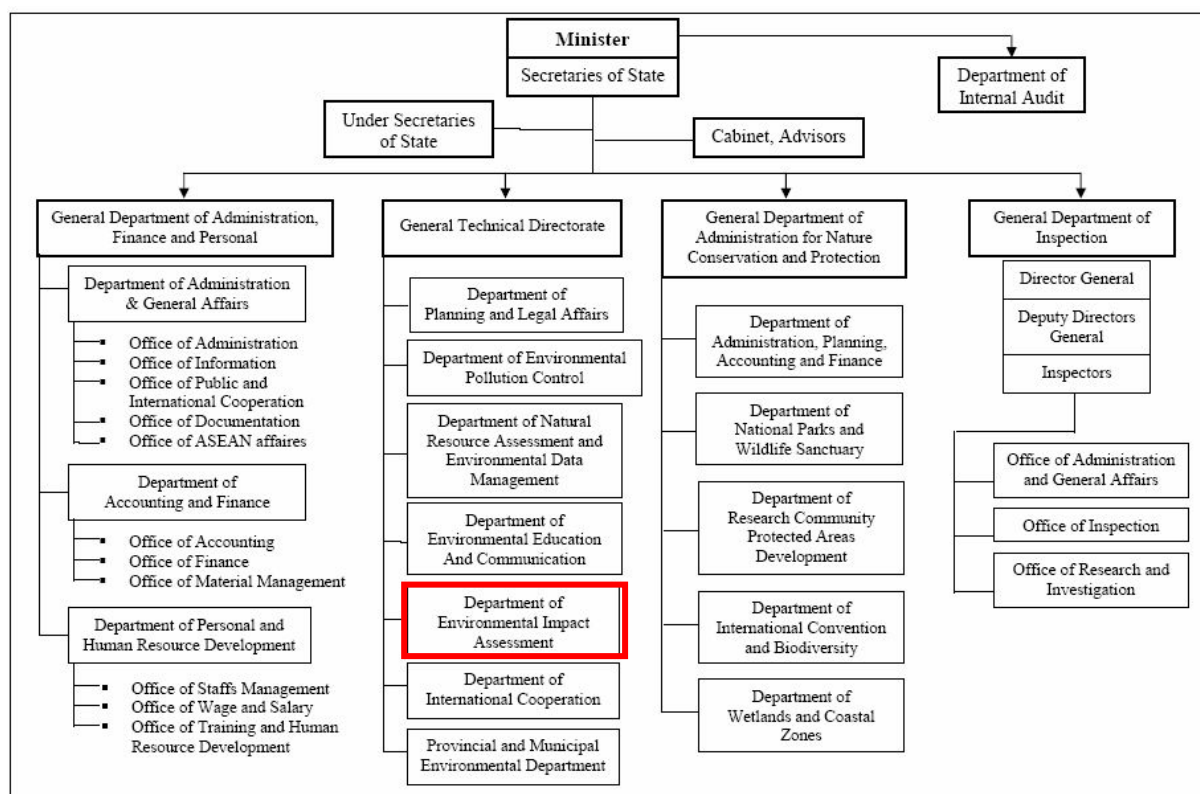 Minister
Secretaries of State
Department of
Internal Audit
Under Secretaries
of State
Cabinet, Advisors
General Department of Administration,
Finance and Personal
Department of Administration
& General Affairs
▪ Office of Administration
▪ Office of Information
▪ Office of Public and
International Cooperation
▪ Office of Documentation
▪ Office of ASEAN affaires
Department of
Accounting and Finance
▪ Office of Accounting
▪ Office of Finance
▪ Office of Material Management
Department of Personal and
Human Resource Development
▪ Office of Staffs Management
▪ Office of Wage and Salary
▪ Office of Training and Human
Resource Development
General Technical Directorate
Department of
Planning and Legal Affairs
Department of Environmental
Pollution Control
Department of Natural
Resource Assessment and
Environmental Data
Management
Department of
Environmental Education
And Communication
Department of
Environmental Impact
Assessment
Department of
International Cooperation
Provincial and Municipal
Environmental Department
General Department of
Administration for Nature
Conservation and Protection
Department of
Administration, Planning,
Accounting and Finance
Department of
National Parks and
Wildlife Sanctuary
Department of
Research Community
Protected Areas
Development
Department of
International Convention
and Biodiversity
Department of
Wetlands and Coastal
Zones
General Department of
Inspection
Director General
Deputy Directors
General
Inspectors
Office of Administration
and General Affairs
Office of Inspection
Office of Research and
Investigation